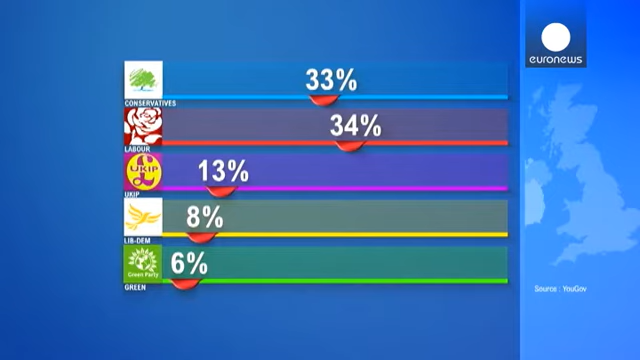 euronews
33%
CONSERVATIVES
34%
LABOUR
UKIP
£
13%
UKIP
8%
LIB-DEM
Green Party
6%
GREEN
Source : YouGov